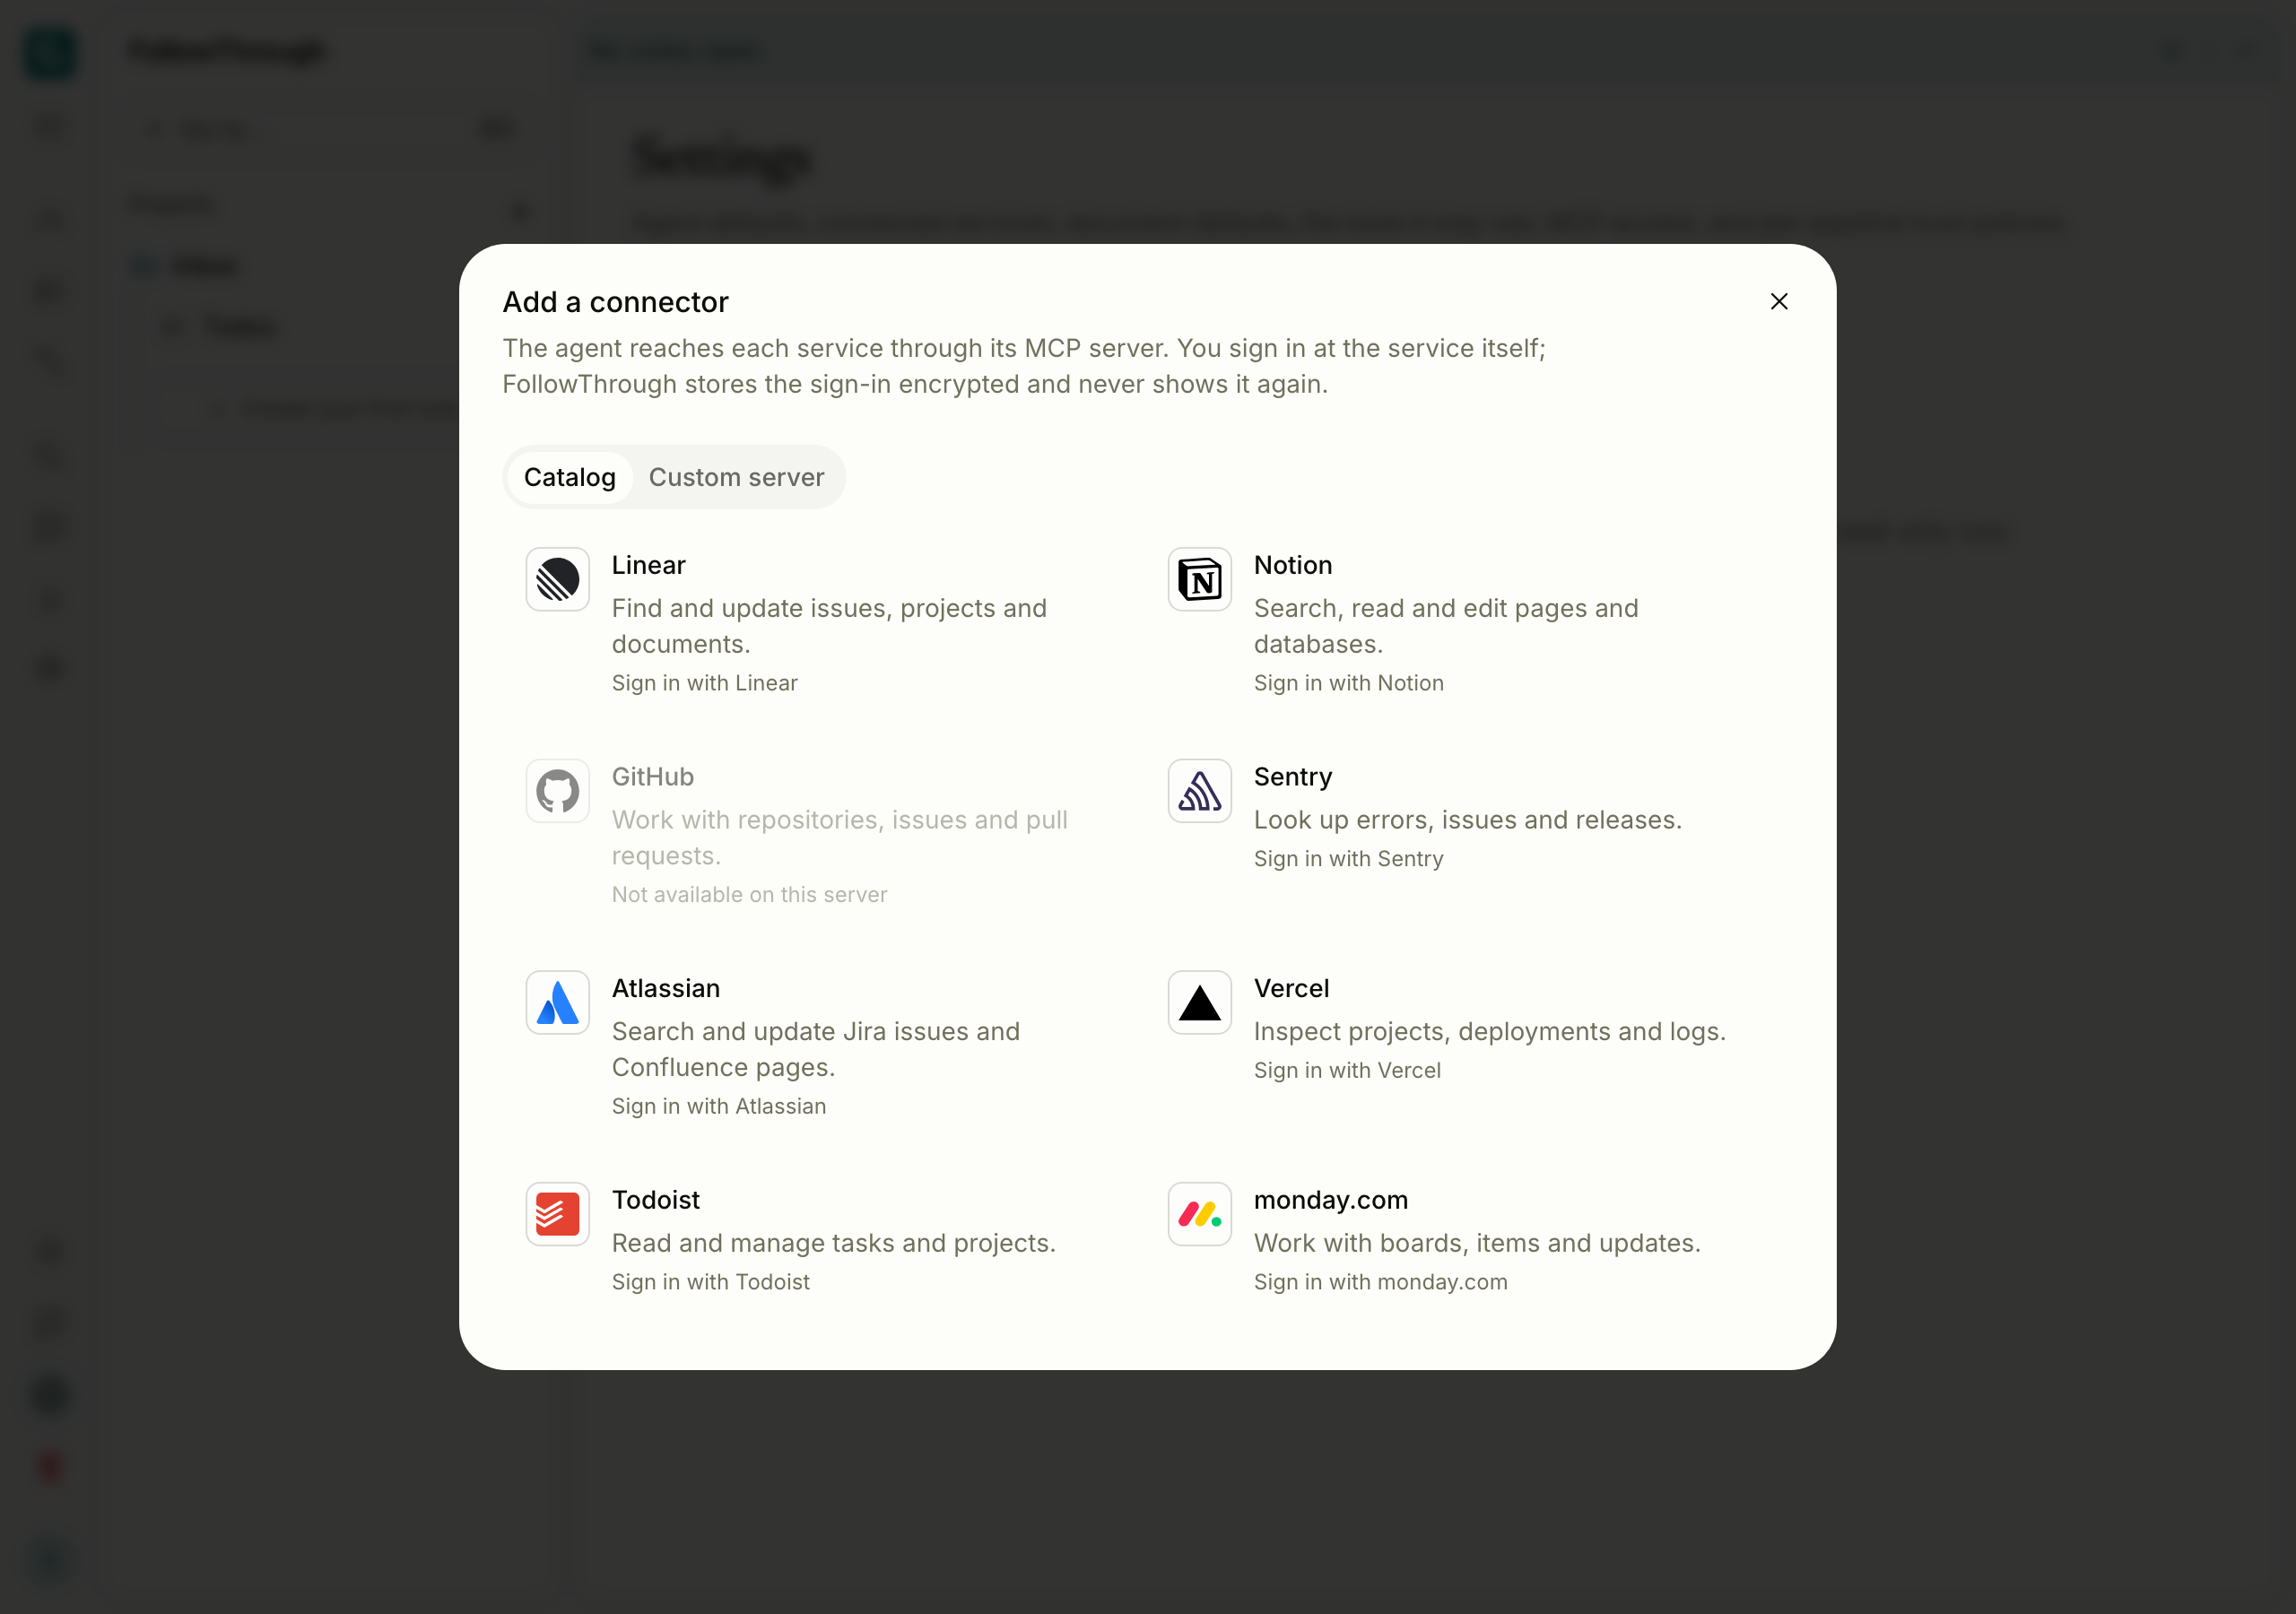 FollowThrough
Settings
Add a connector
The agent reaches each service through its MCP server. You sign in at the service itself;
FollowThrough stores the sign-in encrypted and never shows it again.
Catalog
Custom server
Linear
Find and update issues, projects and
documents.
Sign in with Linear
Notion
Search, read and edit pages and
databases.
Sign in with Notion
GitHub
Work with repositories, issues and pull
requests.
Not available on this server
Sentry
Look up errors, issues and releases.
Sign in with Sentry
Atlassian
Search and update Jira issues and
Confluence pages.
Sign in with Atlassian
Vercel
Inspect projects, deployments and logs.
Sign in with Vercel
Todoist
Read and manage tasks and projects.
Sign in with Todoist
monday.com
Work with boards, items and updates.
Sign in with monday.com